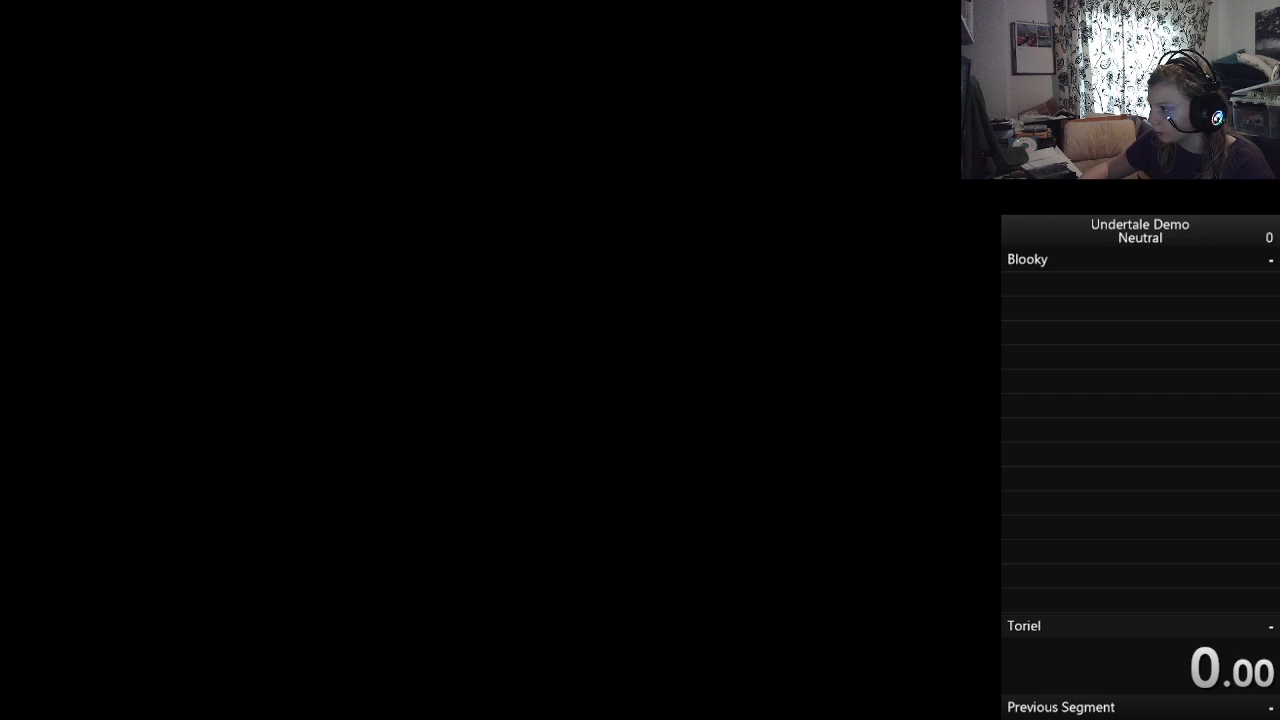 Undertale Demo
Neutral 0
Blooky -
Toriel -
0.00
Previous Segment -